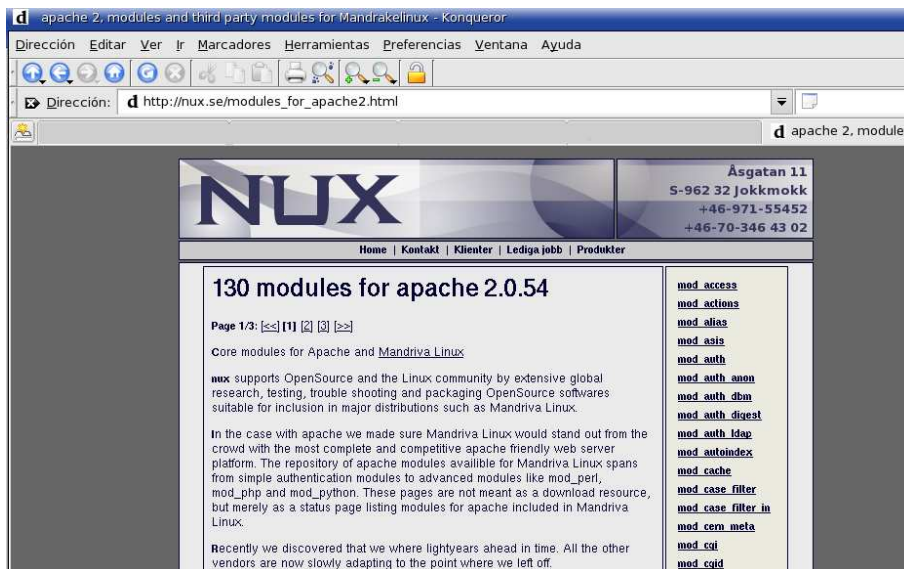 d apache 2, modules and third party modules for Mandrakelinux - Konqueror
Dirección Editar Ver Ir Marcadores Herramientas Preferencias Ventana Ayuda
Dirección: d http://nux.se/modules_for_apache2.html
d apache 2, module
NUX
Åsgatan 11
S-962 32 Jokkmokk
+46-971-55452
+46-70-346 43 02
Home | Kontakt | Klienter | Lediga jobb | Produkter
130 modules for apache 2.0.54
Page 1/3: [<<] [1] [2] [3] [>>]
Core modules for Apache and Mandriva Linux
nux supports OpenSource and the Linux community by extensive global
research, testing, trouble shooting and packaging OpenSource softwares
suitable for inclusion in major distributions such as Mandriva Linux.
In the case with apache we made sure Mandriva Linux would stand out from the
crowd with the most complete and competitive apache friendly web server
platform. The repository of apache modules availible for Mandriva Linux spans
from simple authentication modules to advanced modules like mod_perl,
mod_php and mod_python. These pages are not meant as a download resource,
but merely as a status page listing modules for apache included in Mandriva
Linux.
Recently we discovered that we where lightyears ahead in time. All the other
vendors are now slowly adapting to the point where we left off.
mod_access
mod_actions
mod_alias
mod_asis
mod_auth
mod_auth_anon
mod_auth_dbm
mod_auth_digest
mod_auth_ldap
mod_autoindex
mod_cache
mod_case_filter
mod_case_filter_in
mod_cern_meta
mod_cgi
mod_cgid